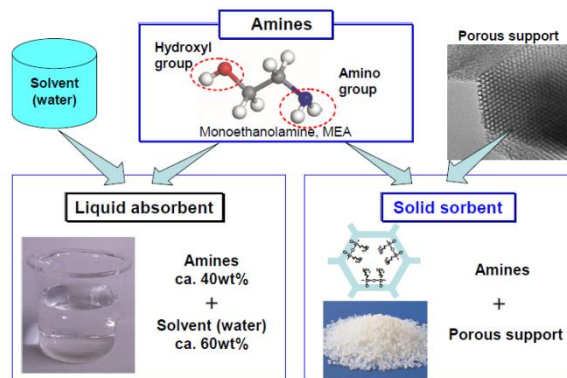 Amines
Hydroxyl
group
Amino
group
Monoethanolamine, MEA
Solvent
(water)
Porous support
Liquid absorbent
Amines
ca. 40wt%
+
Solvent (water)
ca. 60wt%
Solid sorbent
Amines
+
Porous support